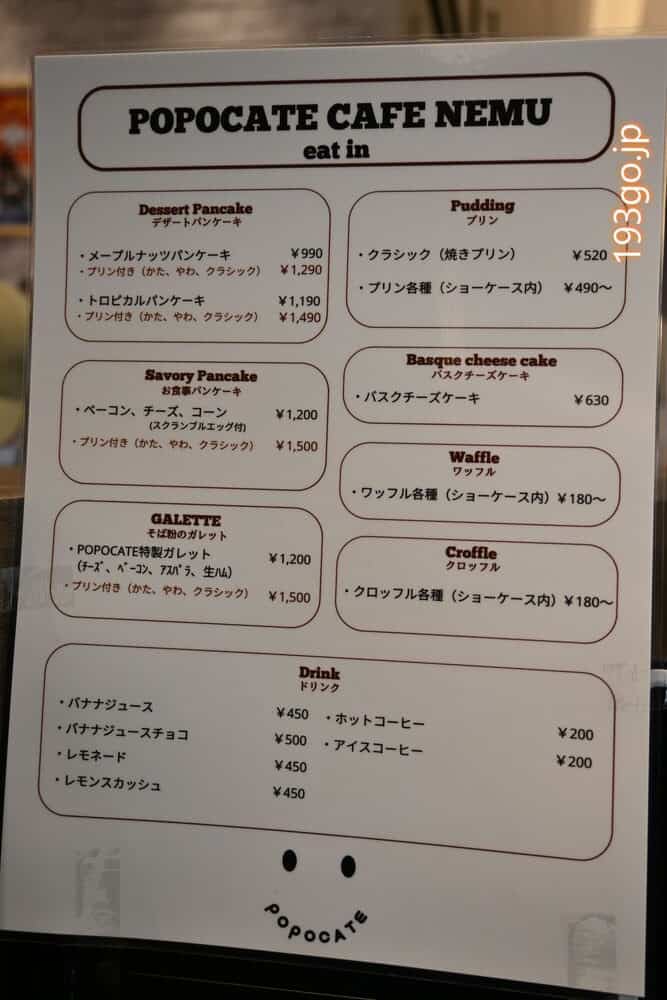 POPOCATE CAFE NEMU
eat in
Dessert Pancake
デザートパンケーキ
・メープルナッツパンケーキ ¥990
・プリン付き（かた、やわ、クラシック） ¥1,290
・トロピカルパンケーキ ¥1,190
・プリン付き（かた、やわ、クラシック） ¥1,490
Savory Pancake
お食事パンケーキ
・ベーコン、チーズ、コーン ¥1,200
(スクランブルエッグ付)
・プリン付き（かた、やわ、クラシック） ¥1,500
GALETTE
そば粉のガレット
・POPOCATE特製ガレット ¥1,200
（ﾁｰｽﾞ、ﾍﾞｰｺﾝ、ｱｽﾊﾟﾗ、生ﾊﾑ）
・プリン付き（かた、やわ、クラシック） ¥1,500
Pudding
プリン
・クラシック（焼きプリン） ¥520
・プリン各種（ショーケース内） ¥490〜
Basque cheese cake
バスクチーズケーキ
・バスクチーズケーキ ¥630
Waffle
ワッフル
・ワッフル各種（ショーケース内）¥180〜
Croffle
クロッフル
・クロッフル各種（ショーケース内）¥180〜
Drink
ドリンク
・バナナジュース ¥450
・バナナジュースチョコ ¥500
・レモネード ¥450
・レモンスカッシュ ¥450
・ホットコーヒー ¥200
・アイスコーヒー ¥200
POPOCATE
193go.jp